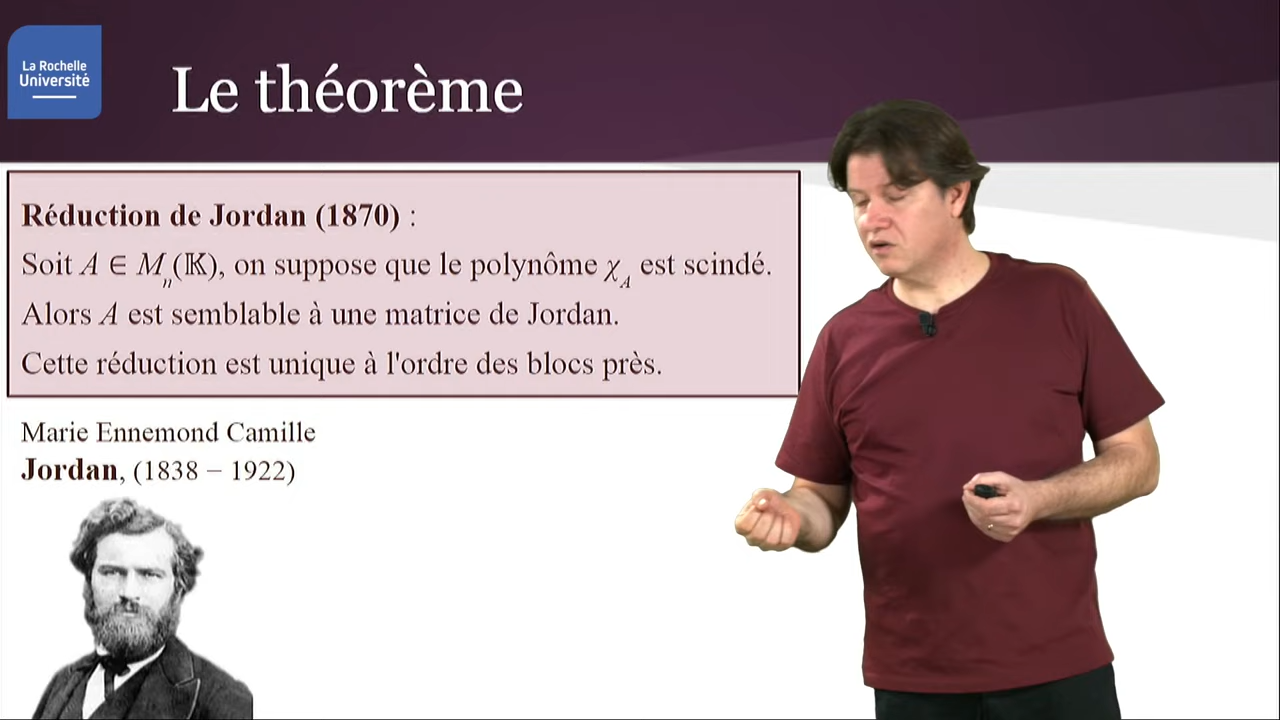 La Rochelle
Université
Le théorème
Réduction de Jordan (1870) :
Soit A ∈ Mₙ(𝕂), on suppose que le polynôme χ_A est scindé.
Alors A est semblable à une matrice de Jordan.
Cette réduction est unique à l'ordre des blocs près.
Marie Ennemond Camille
Jordan, (1838 – 1922)